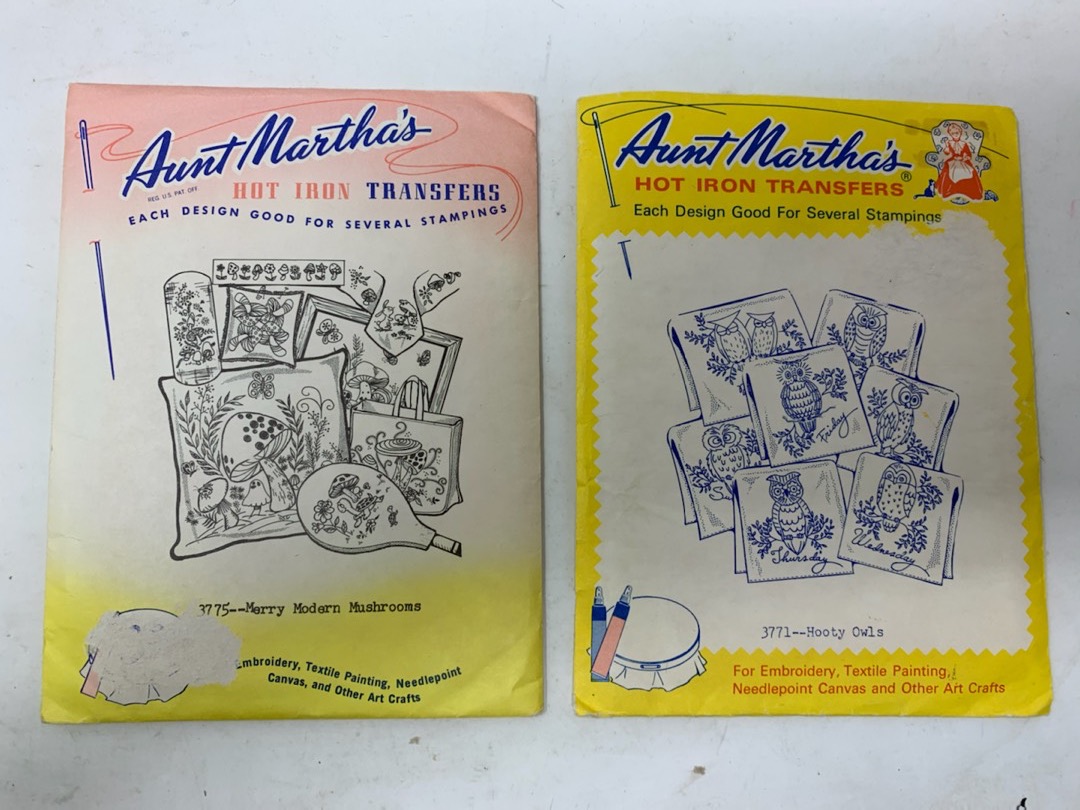 Aunt Martha's
REG. U.S. PAT. OFF.
HOT IRON TRANSFERS
EACH DESIGN GOOD FOR SEVERAL STAMPINGS
3775--Merry Modern Mushrooms
Embroidery, Textile Painting, Needlepoint
Canvas, and Other Art Crafts
Aunt Martha's®
HOT IRON TRANSFERS
Each Design Good For Several Stampings
Friday
Thursday
Wednesday
3771--Hooty Owls
For Embroidery, Textile Painting,
Needlepoint Canvas and Other Art Crafts